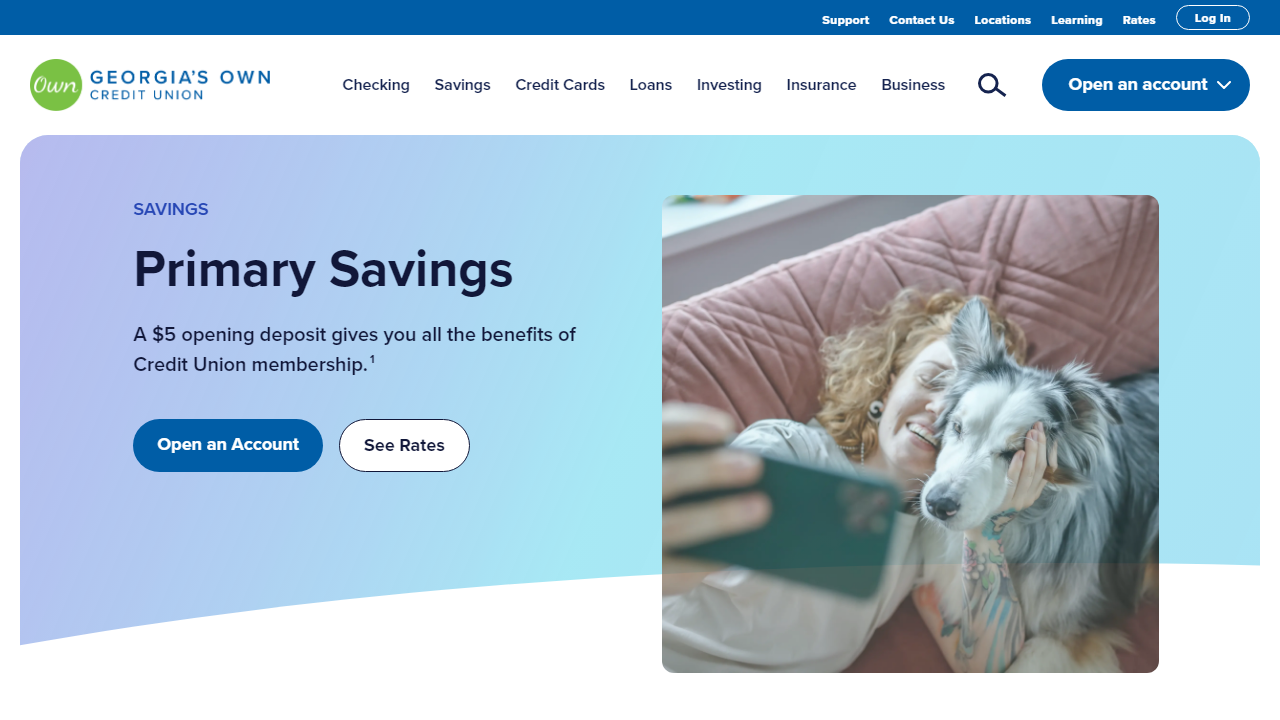 Support Contact Us Locations Learning Rates Log In
Own GEORGIA'S OWN
CREDIT UNION
Checking Savings Credit Cards Loans Investing Insurance Business Open an account
SAVINGS
Primary Savings
A $5 opening deposit gives you all the benefits of
Credit Union membership.¹
Open an Account See Rates